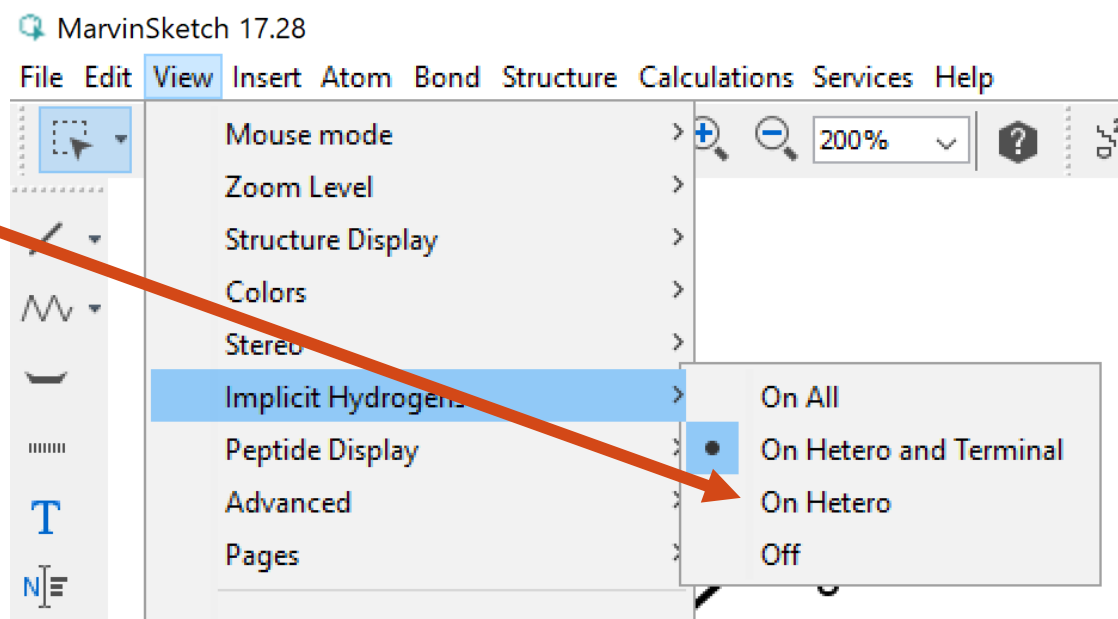 MarvinSketch 17.28
File Edit View Insert Atom Bond Structure Calculations Services Help
200%
?
Mouse mode
Zoom Level
Structure Display
Colors
Stereo
Implicit Hydrogens
Peptide Display
Advanced
Pages
On All
On Hetero and Terminal
On Hetero
Off
T
N